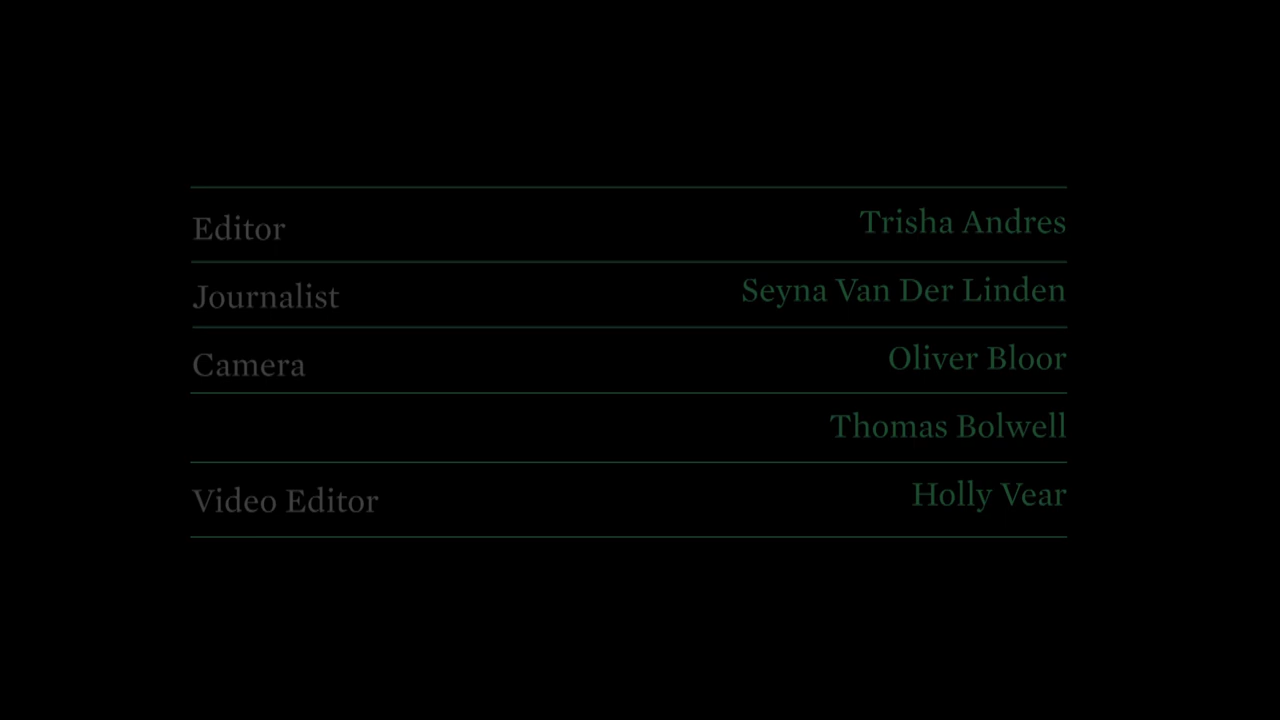 Editor Trisha Andres
Journalist Seyna Van Der Linden
Camera Oliver Bloor
Thomas Bolwell
Video Editor Holly Vear